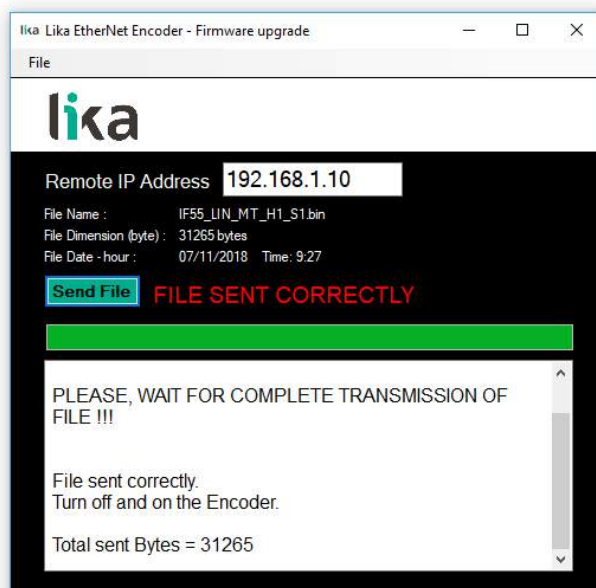 lika Lika EtherNet Encoder - Firmware upgrade
File
lika
Remote IP Address 192.168.1.10
File Name : IF55_LIN_MT_H1_S1.bin
File Dimension (byte) : 31265 bytes
File Date - hour : 07/11/2018 Time: 9:27
Send File FILE SENT CORRECTLY
PLEASE, WAIT FOR COMPLETE TRANSMISSION OF
FILE !!!
File sent correctly.
Turn off and on the Encoder.
Total sent Bytes = 31265